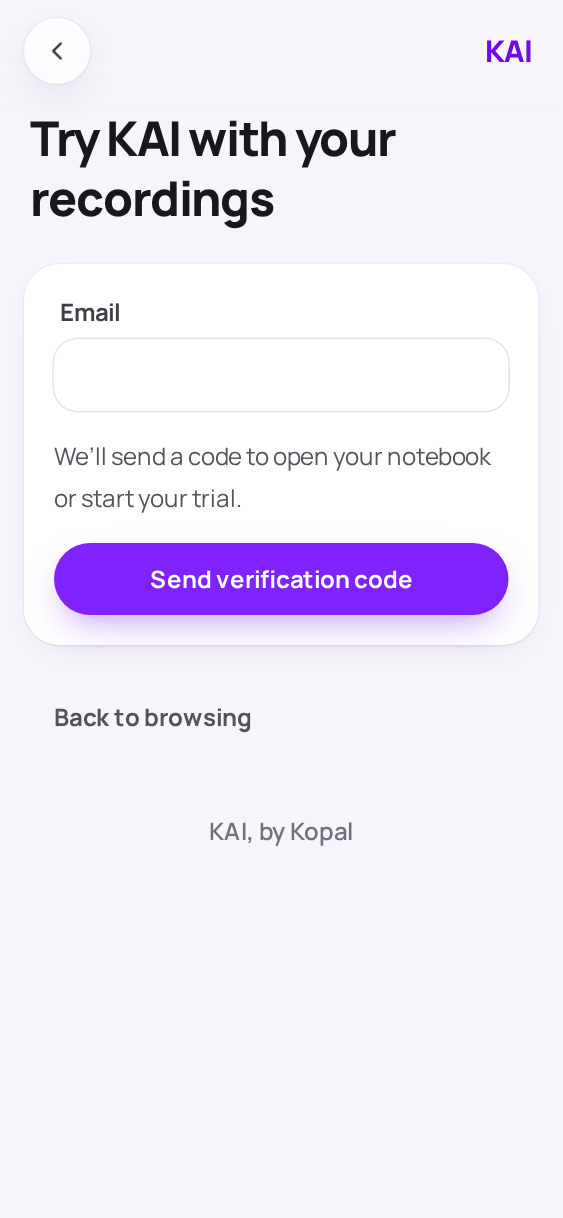 KAI
Try KAI with your
recordings
Email
We’ll send a code to open your notebook
or start your trial.
Send verification code
Back to browsing
KAI, by Kopal